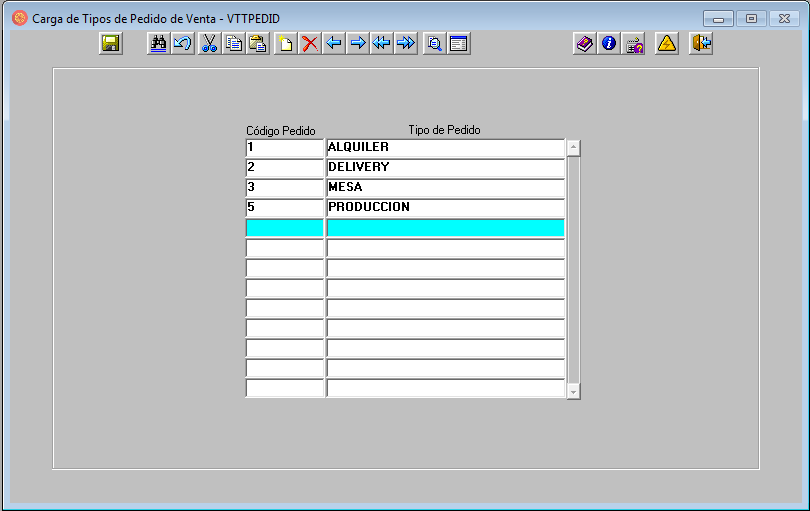 Carga de Tipos de Pedido de Venta - VTTPEDID
Código Pedido Tipo de Pedido
1 ALQUILER
2 DELIVERY
3 MESA
5 PRODUCCION